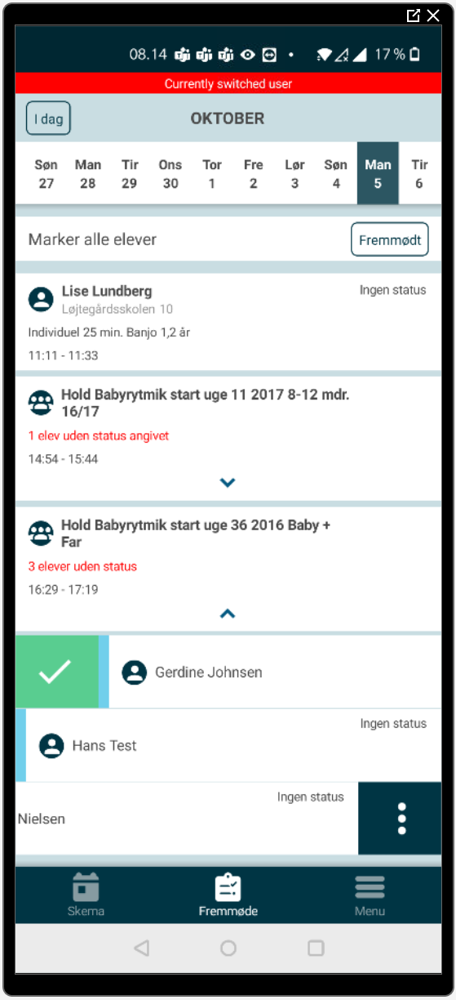 08.14 17 %
Currently switched user
I dag OKTOBER
Søn Man Tir Ons Tor Fre Lør Søn Man Tir
27 28 29 30 1 2 3 4 5 6
Marker alle elever Fremmødt
Lise Lundberg Ingen status
Løjtegårdsskolen 10
Individuel 25 min. Banjo 1,2 år
11:11 - 11:33
Hold Babyrytmik start uge 11 2017 8-12 mdr.
16/17
1 elev uden status angivet
14:54 - 15:44
Hold Babyrytmik start uge 36 2016 Baby +
Far
3 elever uden status
16:29 - 17:19
Gerdine Johnsen
Ingen status
Hans Test
Ingen status
Nielsen
Skema Fremmøde Menu